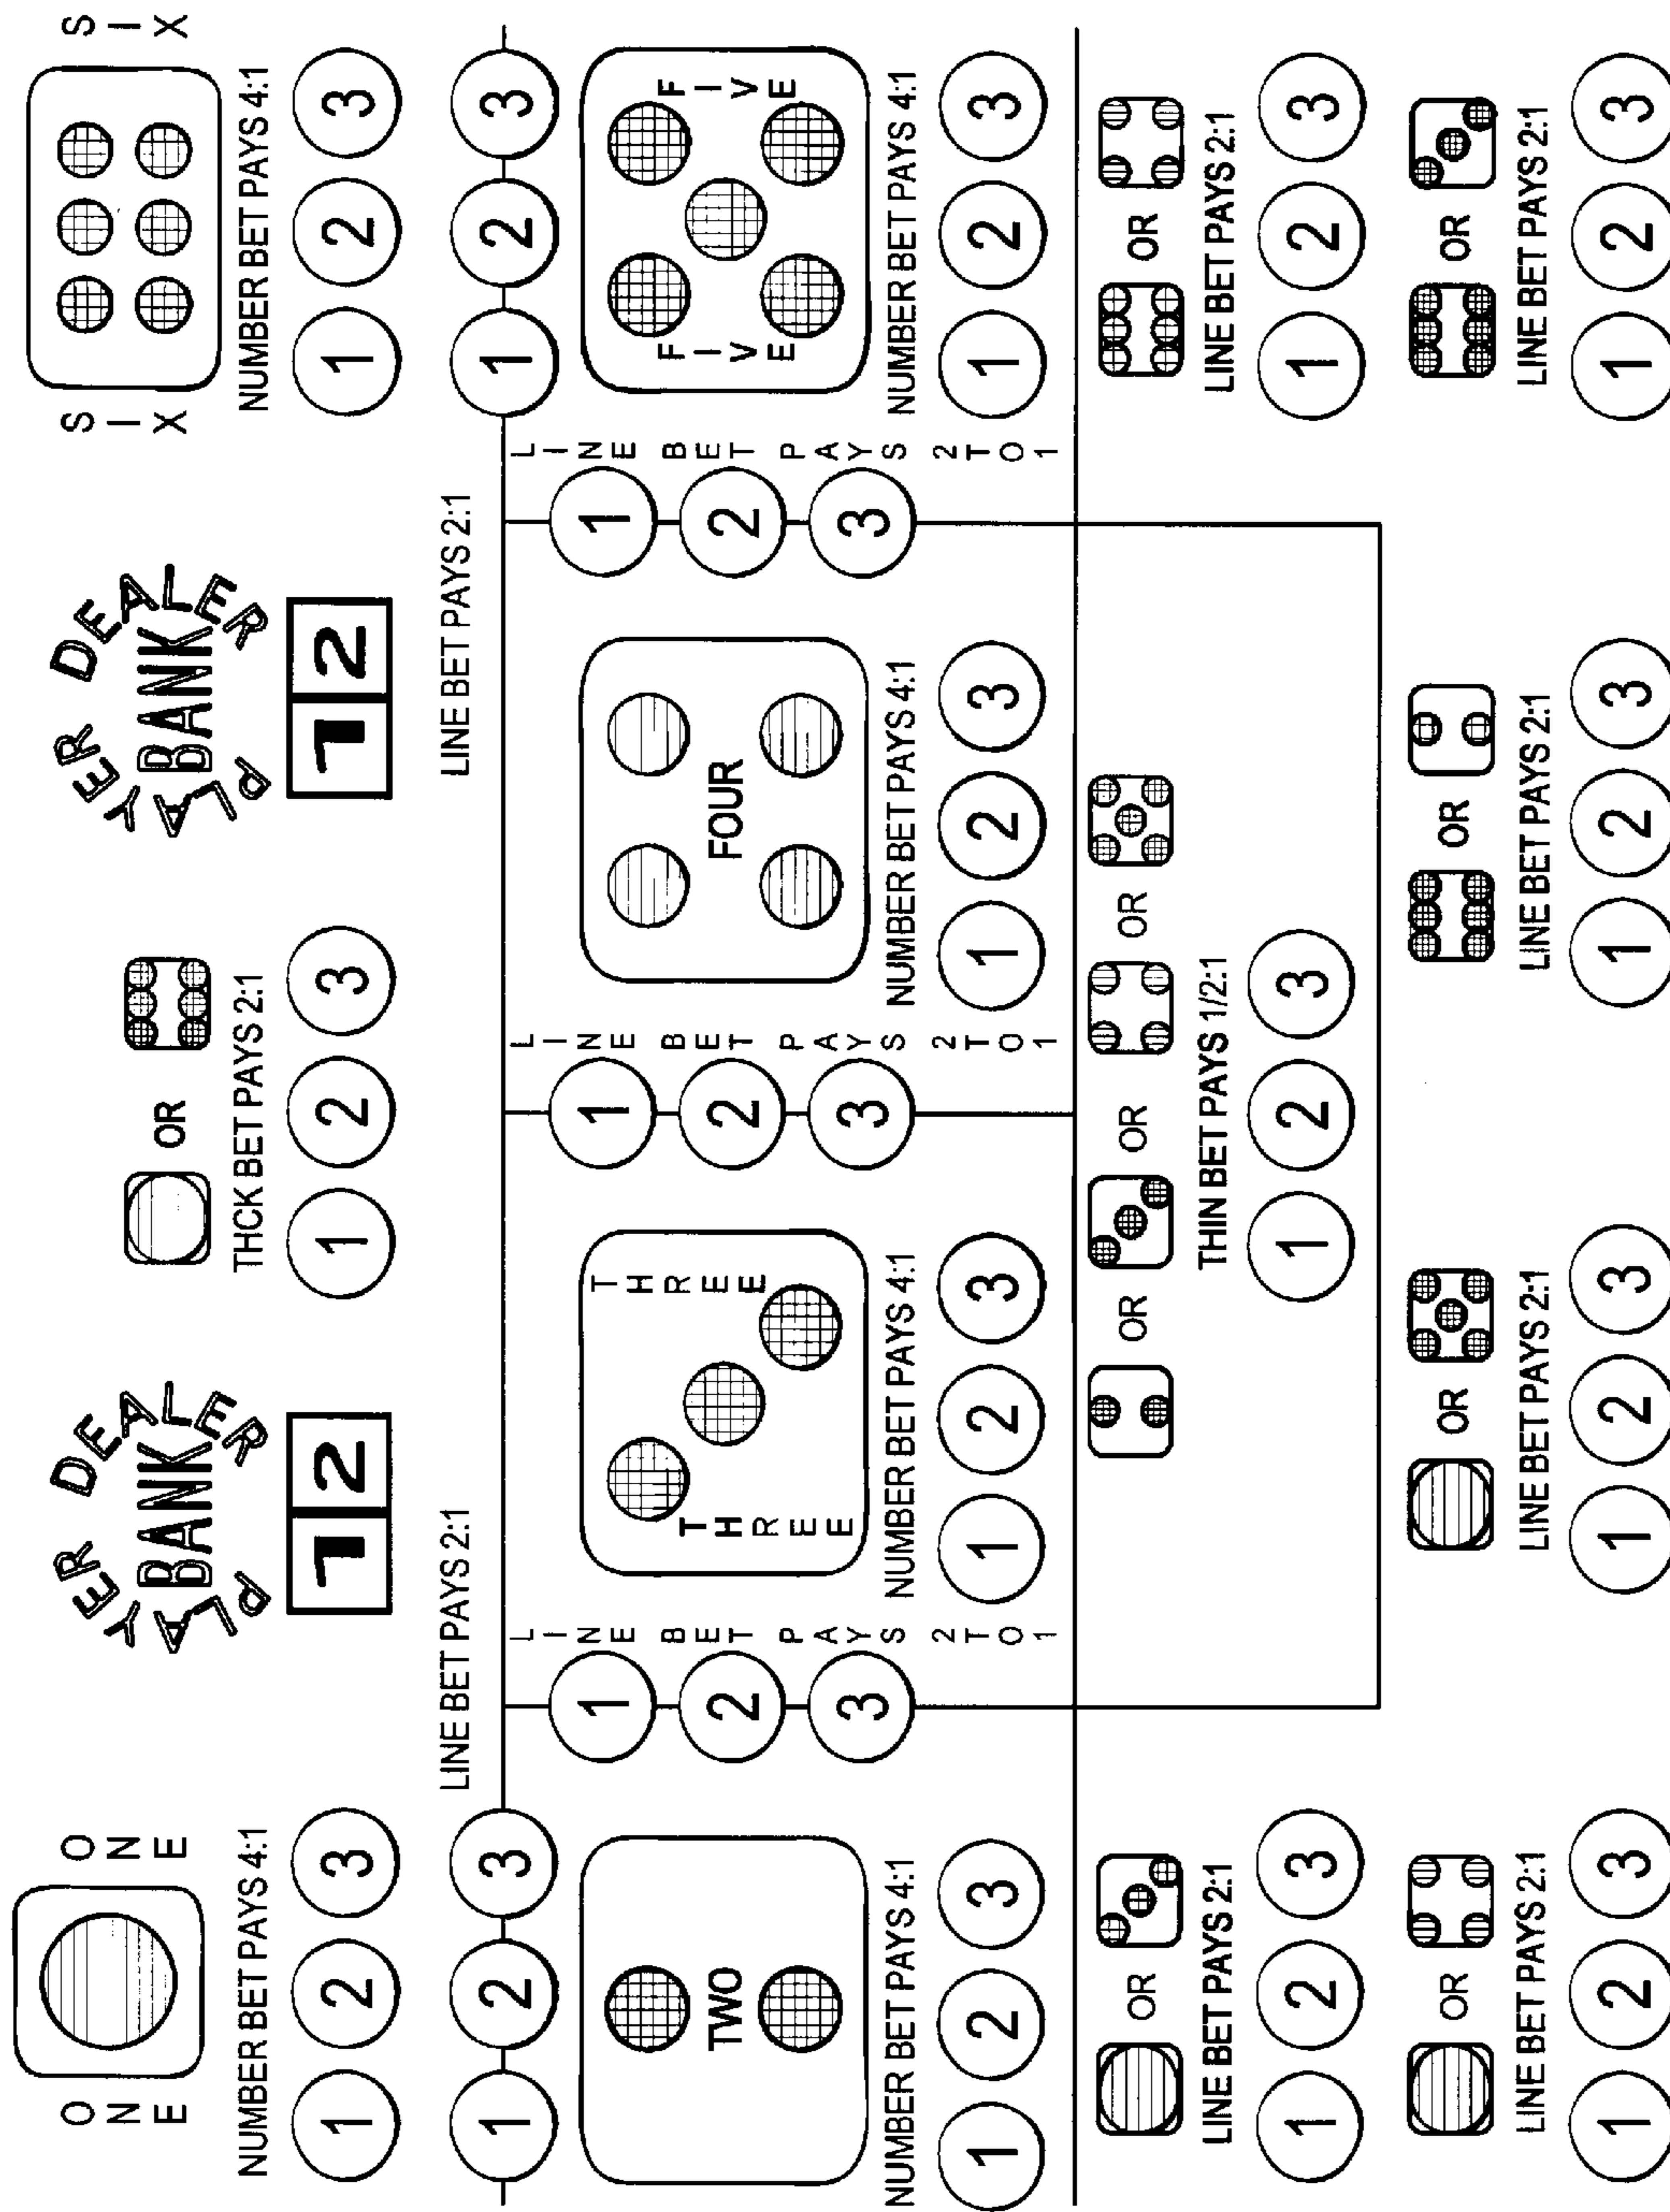 ONE
ONE
NUMBER BET PAYS 4:1
1 2 3
PLAYER DEALER
BANK
1 2
OR
THCK BET PAYS 2:1
1 2 3
PLAYER DEALER
BANK
1 2
SIX
SIX
NUMBER BET PAYS 4:1
1 2 3
LINE BET PAYS 2:1
1 2 3
LINE BET PAYS 2:1
1 2 3
TWO
NUMBER BET PAYS 4:1
1 2 3
LINE BET PAYS 2 TO 1
1
2
3
THREE
THREE
NUMBER BET PAYS 4:1
1 2 3
LINE BET PAYS 2 TO 1
1
2
3
FOUR
NUMBER BET PAYS 4:1
1 2 3
LINE BET PAYS 2 TO 1
1
2
3
FIVE
FIVE
NUMBER BET PAYS 4:1
1 2 3
OR
LINE BET PAYS 2:1
1 2 3
OR OR OR
THIN BET PAYS 1/2:1
1 2 3
OR
LINE BET PAYS 2:1
1 2 3
OR
LINE BET PAYS 2:1
1 2 3
OR
LINE BET PAYS 2:1
1 2 3
OR
LINE BET PAYS 2:1
1 2 3
OR
LINE BET PAYS 2:1
1 2 3